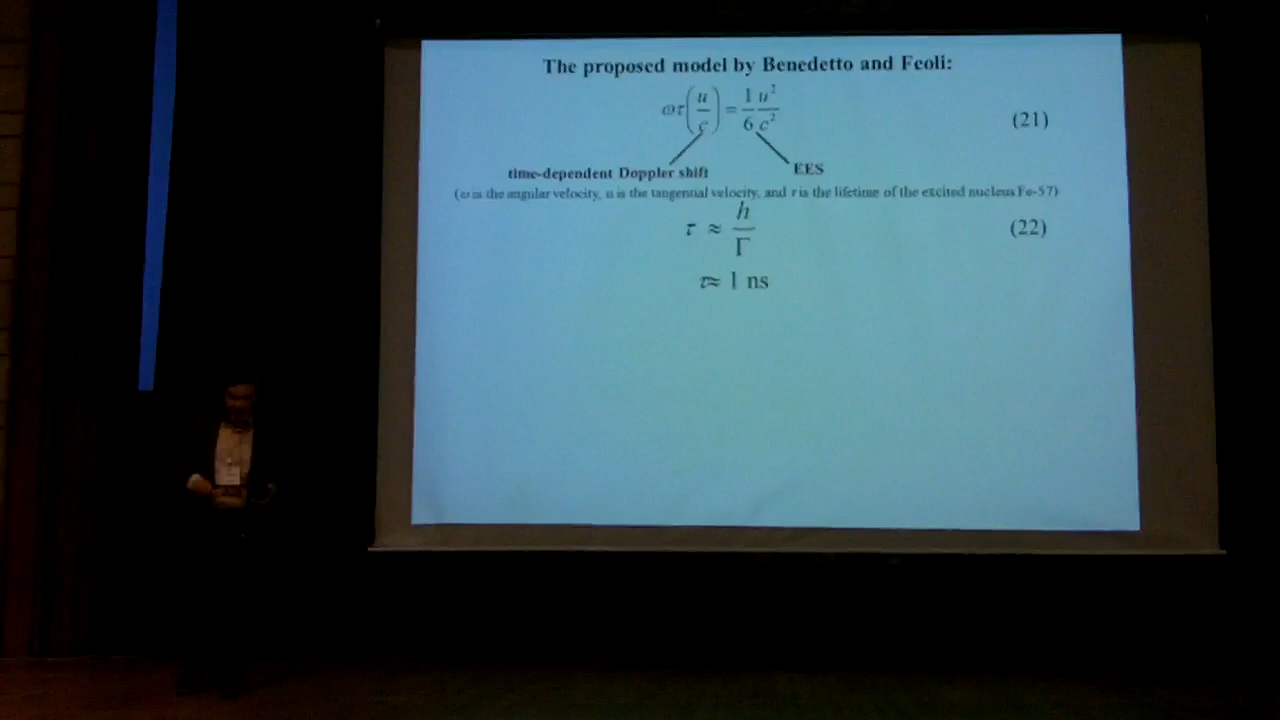 The proposed model by Benedetto and Feoli:
ωτ(u/c) = 1/6 u²/c² (21)
time-dependent Doppler shift EES
(ω is the angular velocity, u is the tangential velocity, and τ is the lifetime of the excited nucleus Fe-57)
τ ≈ h/Γ (22)
τ≈ 1 ns